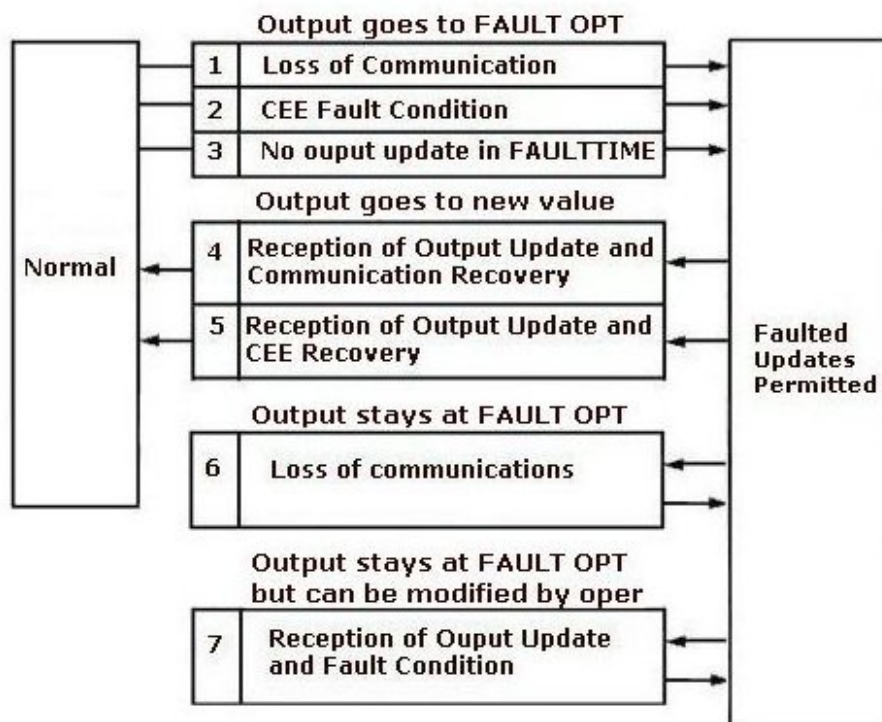 Output goes to FAULT OPT
1 Loss of Communication
2 CEE Fault Condition
3 No ouput update in FAULTTIME
Output goes to new value
Normal
4 Reception of Output Update and
Communication Recovery
5 Reception of Output Update and
CEE Recovery
Faulted
Updates
Permitted
Output stays at FAULT OPT
6 Loss of communications
Output stays at FAULT OPT
but can be modified by oper
7 Reception of Ouput Update
and Fault Condition